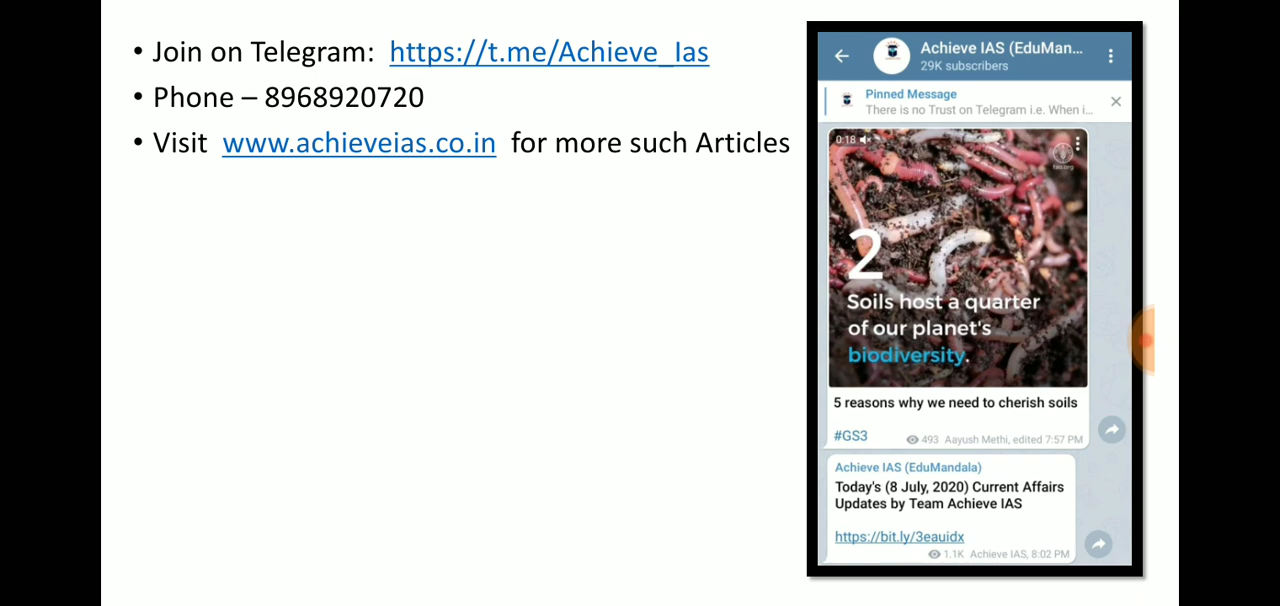 • Join on Telegram: https://t.me/Achieve_Ias
• Phone – 8968920720
• Visit www.achieveias.co.in for more such Articles
Achieve IAS (EduMan...
29K subscribers
Pinned Message
There is no Trust on Telegram i.e. When i...
0:18
fao.org
2
Soils host a quarter
of our planet's
biodiversity.
5 reasons why we need to cherish soils
#GS3
493 Aayush Methi, edited 7:57 PM
Achieve IAS (EduMandala)
Today's (8 July, 2020) Current Affairs
Updates by Team Achieve IAS
https://bit.ly/3eauidx
1.1K Achieve IAS, 8:02 PM